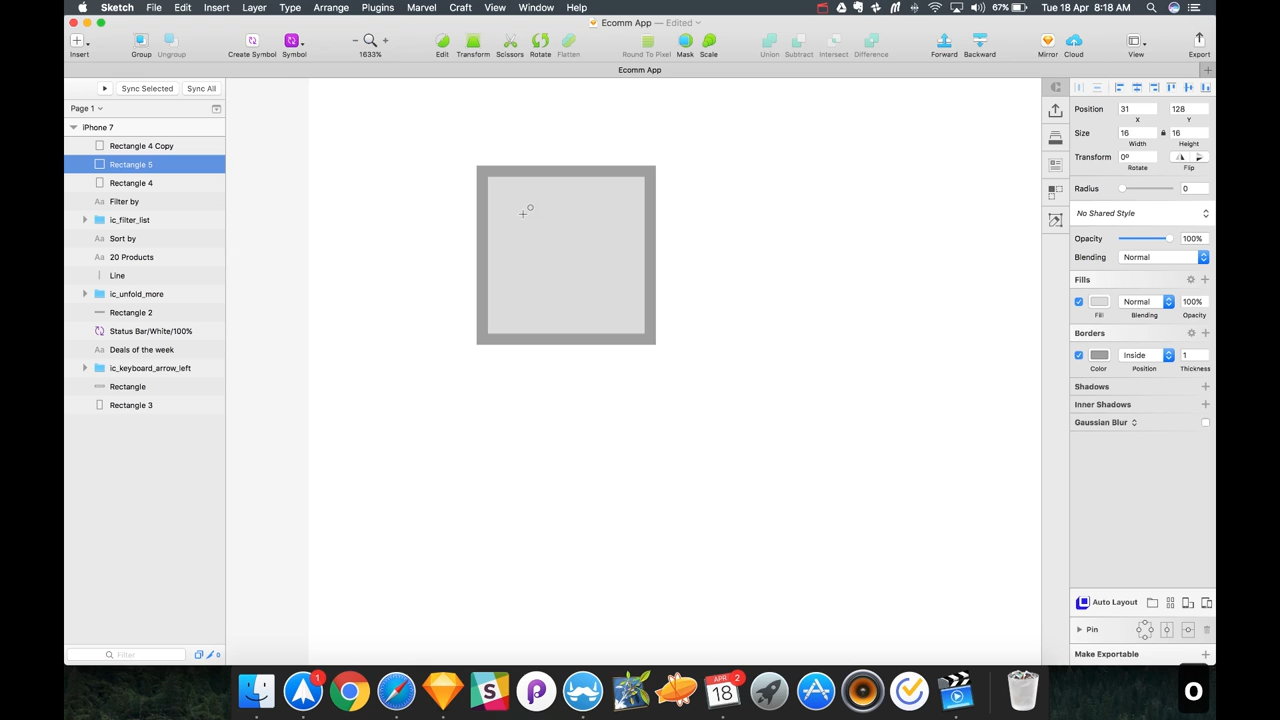 Sketch File Edit Insert Layer Type Arrange Plugins Marvel Craft View Window Help 67% Tue 18 Apr 8:18 AM
Ecomm App — Edited
Insert Group Ungroup Create Symbol Symbol 1633% Edit Transform Scissors Rotate Flatten Round To Pixel Mask Scale Union Subtract Intersect Difference Forward Backward Mirror Cloud View Export
Ecomm App
Sync Selected Sync All
Page 1
iPhone 7
Rectangle 4 Copy
Rectangle 5
Rectangle 4
Filter by
ic_filter_list
Sort by
20 Products
Line
ic_unfold_more
Rectangle 2
Status Bar/White/100%
Deals of the week
ic_keyboard_arrow_left
Rectangle
Rectangle 3
Filter 0
Position 31 128
X Y
Size 16 16
Width Height
Transform 0º
Rotate Flip
Radius 0
No Shared Style
Opacity 100%
Blending Normal
Fills
Normal 100%
Fill Blending Opacity
Borders
Inside 1
Color Position Thickness
Shadows
Inner Shadows
Gaussian Blur
Auto Layout
Pin
Make Exportable
1
APR 2
18
O